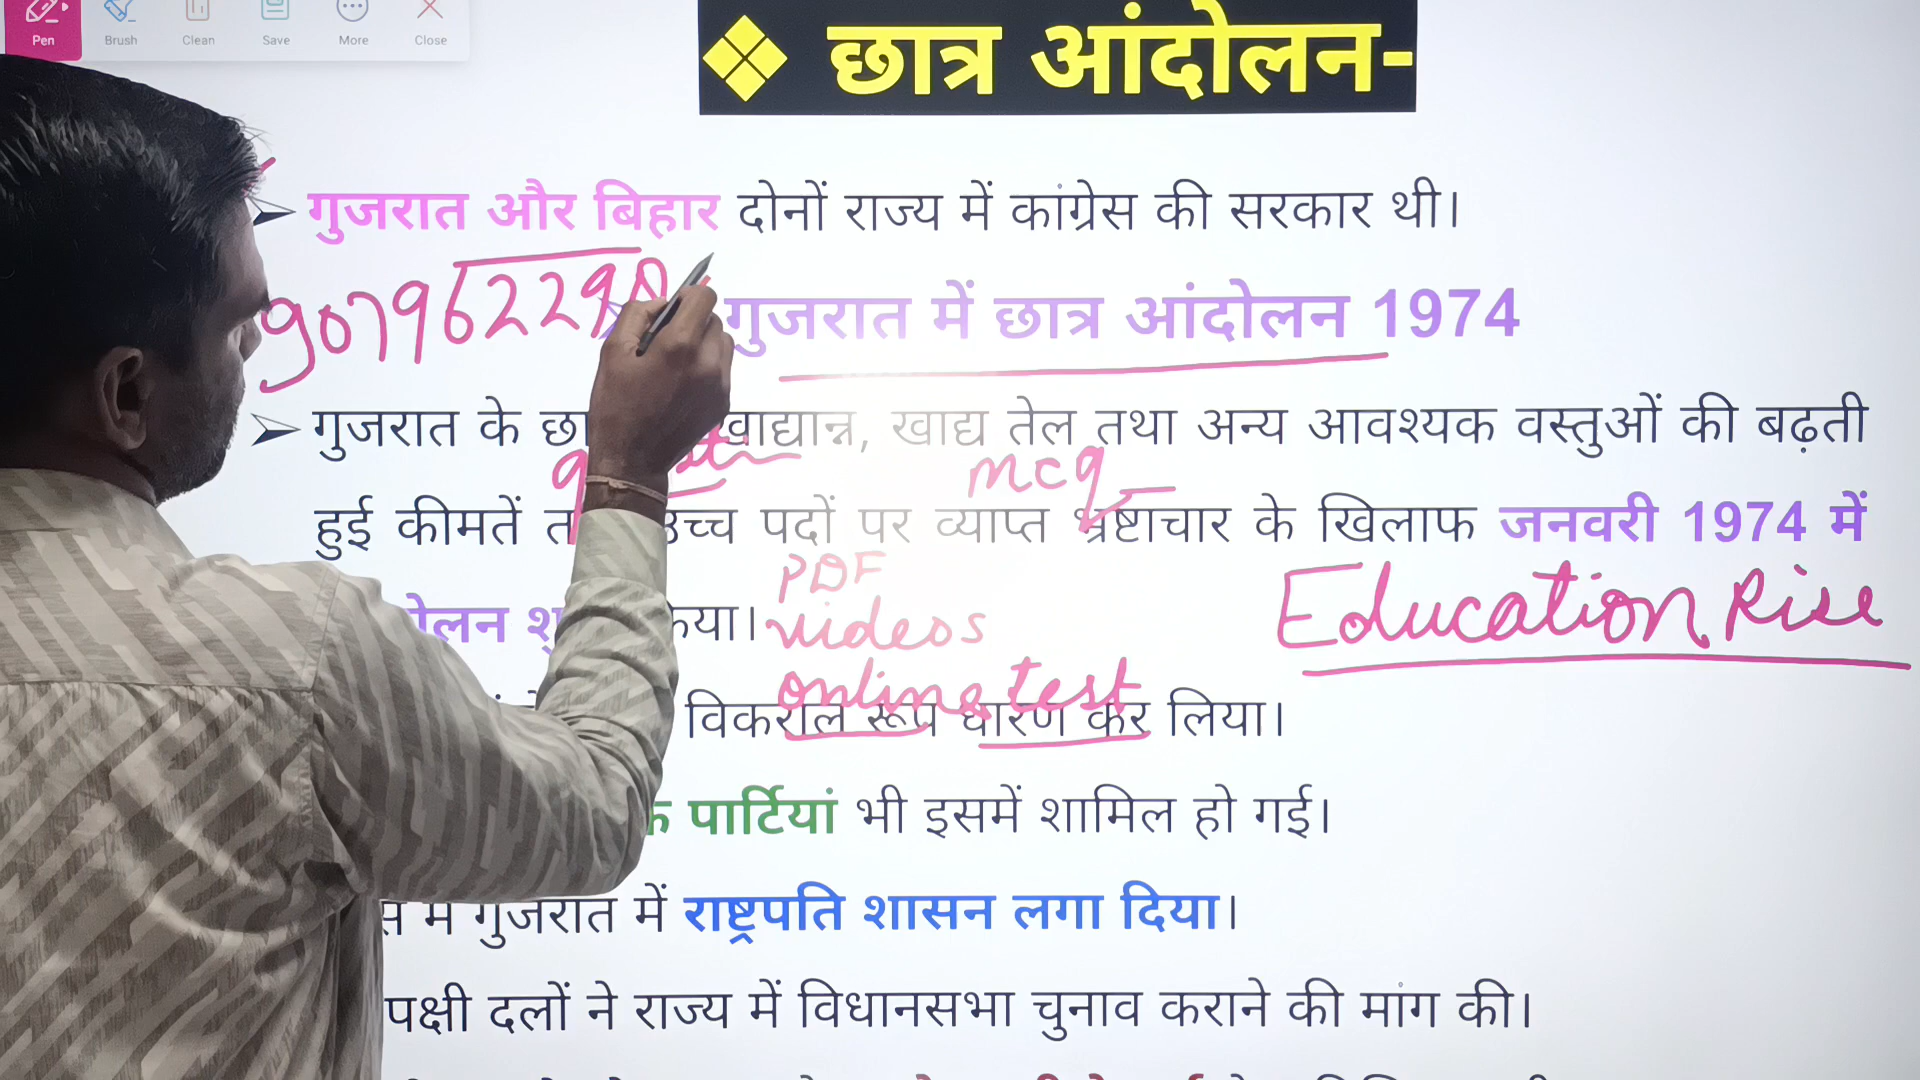 Pen Brush Clean Save More Close
❖ छात्र आंदोलन-
➢ गुजरात और बिहार दोनों राज्य में कांग्रेस की सरकार थी।
907962298
गुजरात में छात्र आंदोलन 1974
➢ गुजरात के खाद्यान्न, खाद्य तेल तथा अन्य आवश्यक वस्तुओं की बढ़ती
mcq
हुई कीमतें उच्च पदों पर व्याप्त भ्रष्टाचार के खिलाफ जनवरी 1974 में
PDF
Education Rise
videos
online test
विकराल रूप धारण कर लिया।
पार्टियां भी इसमें शामिल हो गई।
में गुजरात में राष्ट्रपति शासन लगा दिया।
पक्षी दलों ने राज्य में विधानसभा चुनाव कराने की मांग की।